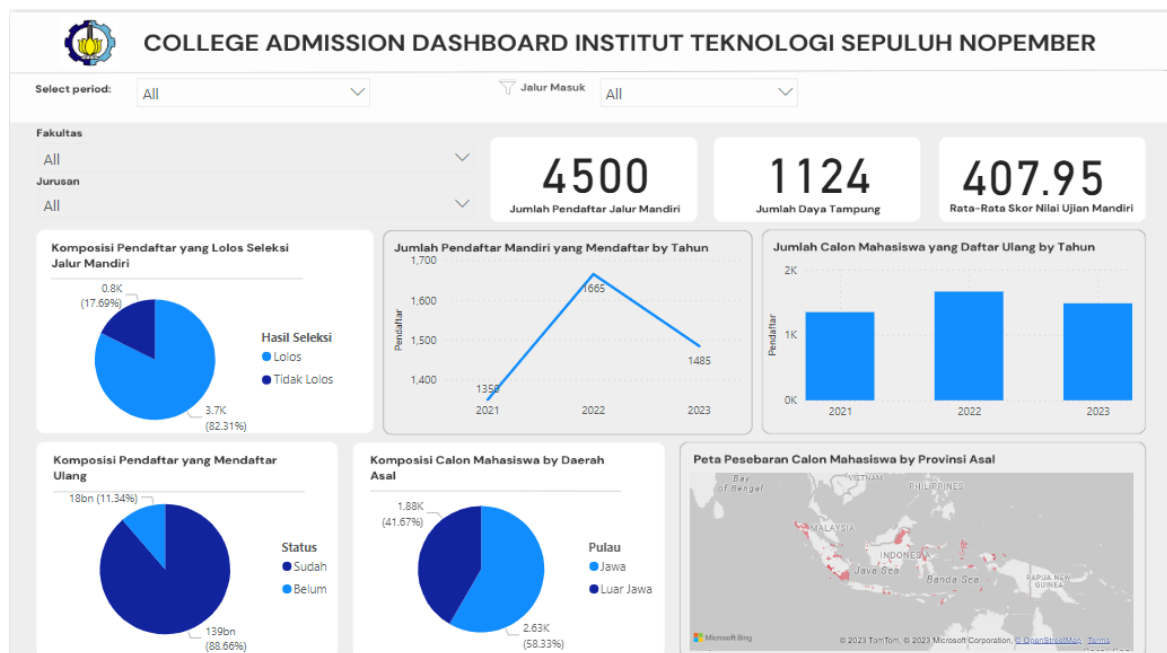 COLLEGE ADMISSION DASHBOARD INSTITUT TEKNOLOGI SEPULUH NOPEMBER
Select period:
All
Jalur Masuk
All
Fakultas
All
Jurusan
All
4500
Jumlah Pendaftar Jalur Mandiri
1124
Jumlah Daya Tampung
407.95
Rata-Rata Skor Nilai Ujian Mandiri
Komposisi Pendaftar yang Lolos Seleksi
Jalur Mandiri
0.8K
(17.69%)
3.7K
(82.31%)
Hasil Seleksi
Lolos
Tidak Lolos
Jumlah Pendaftar Mandiri yang Mendaftar by Tahun
Pendaftar
1,700
1,600
1,500
1,400
1350
1665
1485
2021
2022
2023
Jumlah Calon Mahasiswa yang Daftar Ulang by Tahun
Pendaftar
2K
1K
0K
2021
2022
2023
Komposisi Pendaftar yang Mendaftar
Ulang
18bn (11.34%)
139bn
(88.66%)
Status
Sudah
Belum
Komposisi Calon Mahasiswa by Daerah
Asal
1.88K
(41.67%)
2.63K
(58.33%)
Pulau
Jawa
Luar Jawa
Peta Pesebaran Calon Mahasiswa by Provinsi Asal
Bay
of Bengal
VIETNAM
PHILIPPINES
MALAYSIA
INDONESIA
Java Sea
Banda Sea
PAPUA NEW
GUINEA
Microsoft Bing
© 2023 TomTom, © 2023 Microsoft Corporation, © OpenStreetMap Terms